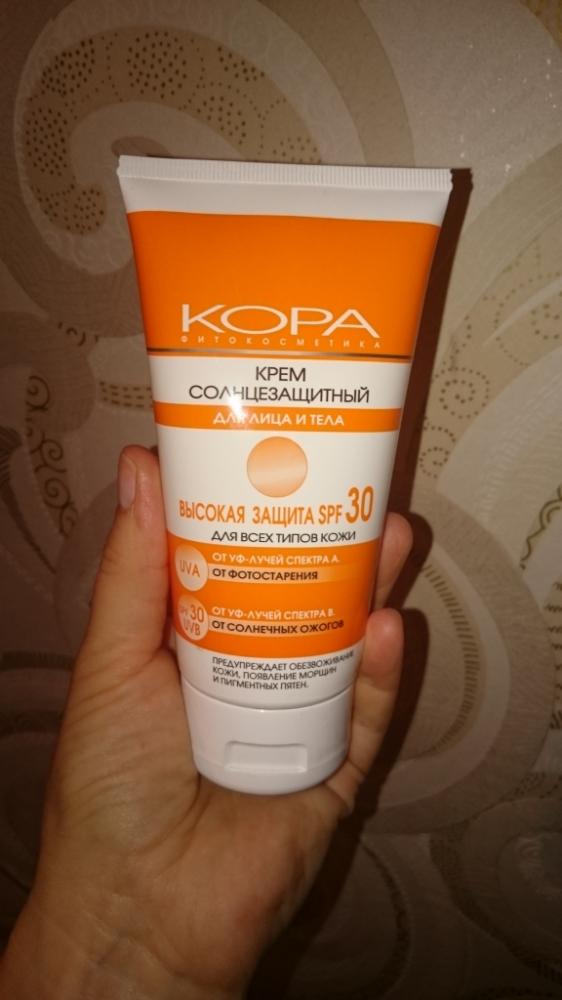 КОРА
ФИТОКОСМЕТИКА
КРЕМ
СОЛНЦЕЗАЩИТНЫЙ
ДЛЯ ЛИЦА И ТЕЛА
ВЫСОКАЯ ЗАЩИТА SPF 30
ДЛЯ ВСЕХ ТИПОВ КОЖИ
UVA
ОТ УФ-ЛУЧЕЙ СПЕКТРА А.
ОТ ФОТОСТАРЕНИЯ
SPF 30
UVB
ОТ УФ-ЛУЧЕЙ СПЕКТРА В.
ОТ СОЛНЕЧНЫХ ОЖОГОВ
ПРЕДУПРЕЖДАЕТ ОБЕЗВОЖИВАНИЕ
КОЖИ, ПОЯВЛЕНИЕ МОРЩИН
И ПИГМЕНТНЫХ ПЯТЕН.